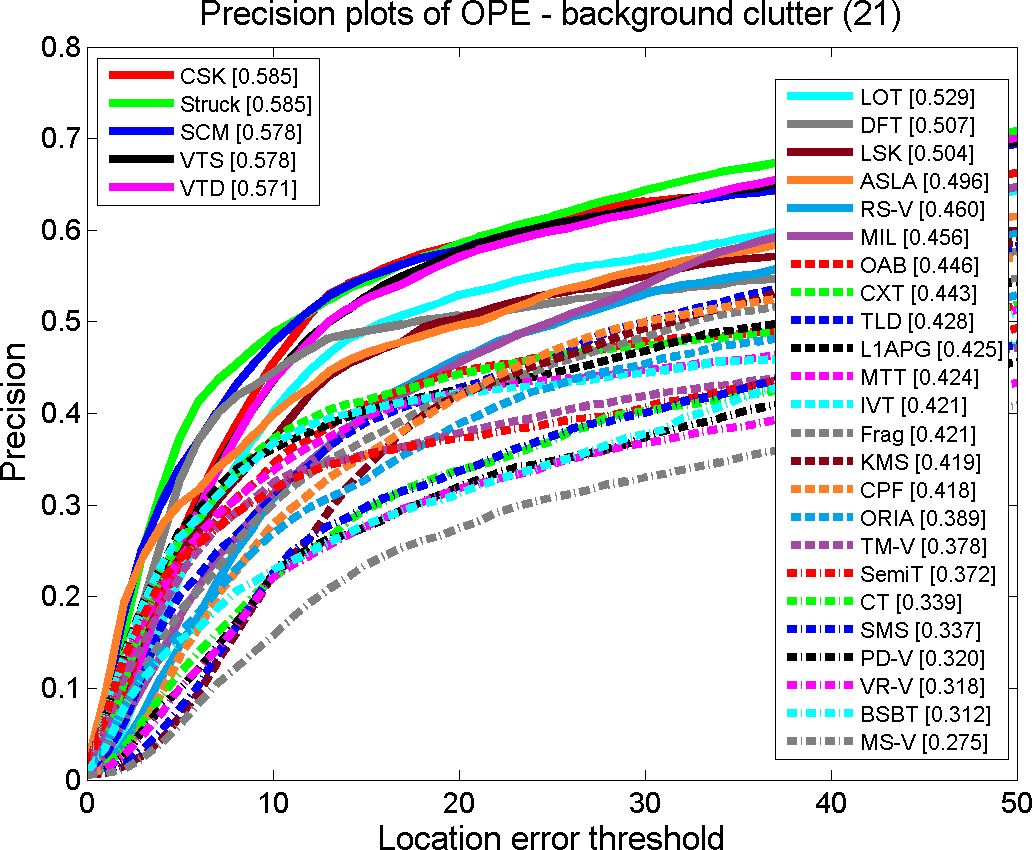 Precision plots of OPE - background clutter (21)
0.8
0.7
0.6
0.5
0.4
0.3
0.2
0.1
0
Precision
CSK [0.585]
Struck [0.585]
SCM [0.578]
VTS [0.578]
VTD [0.571]
LOT [0.529]
DFT [0.507]
LSK [0.504]
ASLA [0.496]
RS-V [0.460]
MIL [0.456]
OAB [0.446]
CXT [0.443]
TLD [0.428]
L1APG [0.425]
MTT [0.424]
IVT [0.421]
Frag [0.421]
KMS [0.419]
CPF [0.418]
ORIA [0.389]
TM-V [0.378]
SemiT [0.372]
CT [0.339]
SMS [0.337]
PD-V [0.320]
VR-V [0.318]
BSBT [0.312]
MS-V [0.275]
0 10 20 30 40 50
Location error threshold